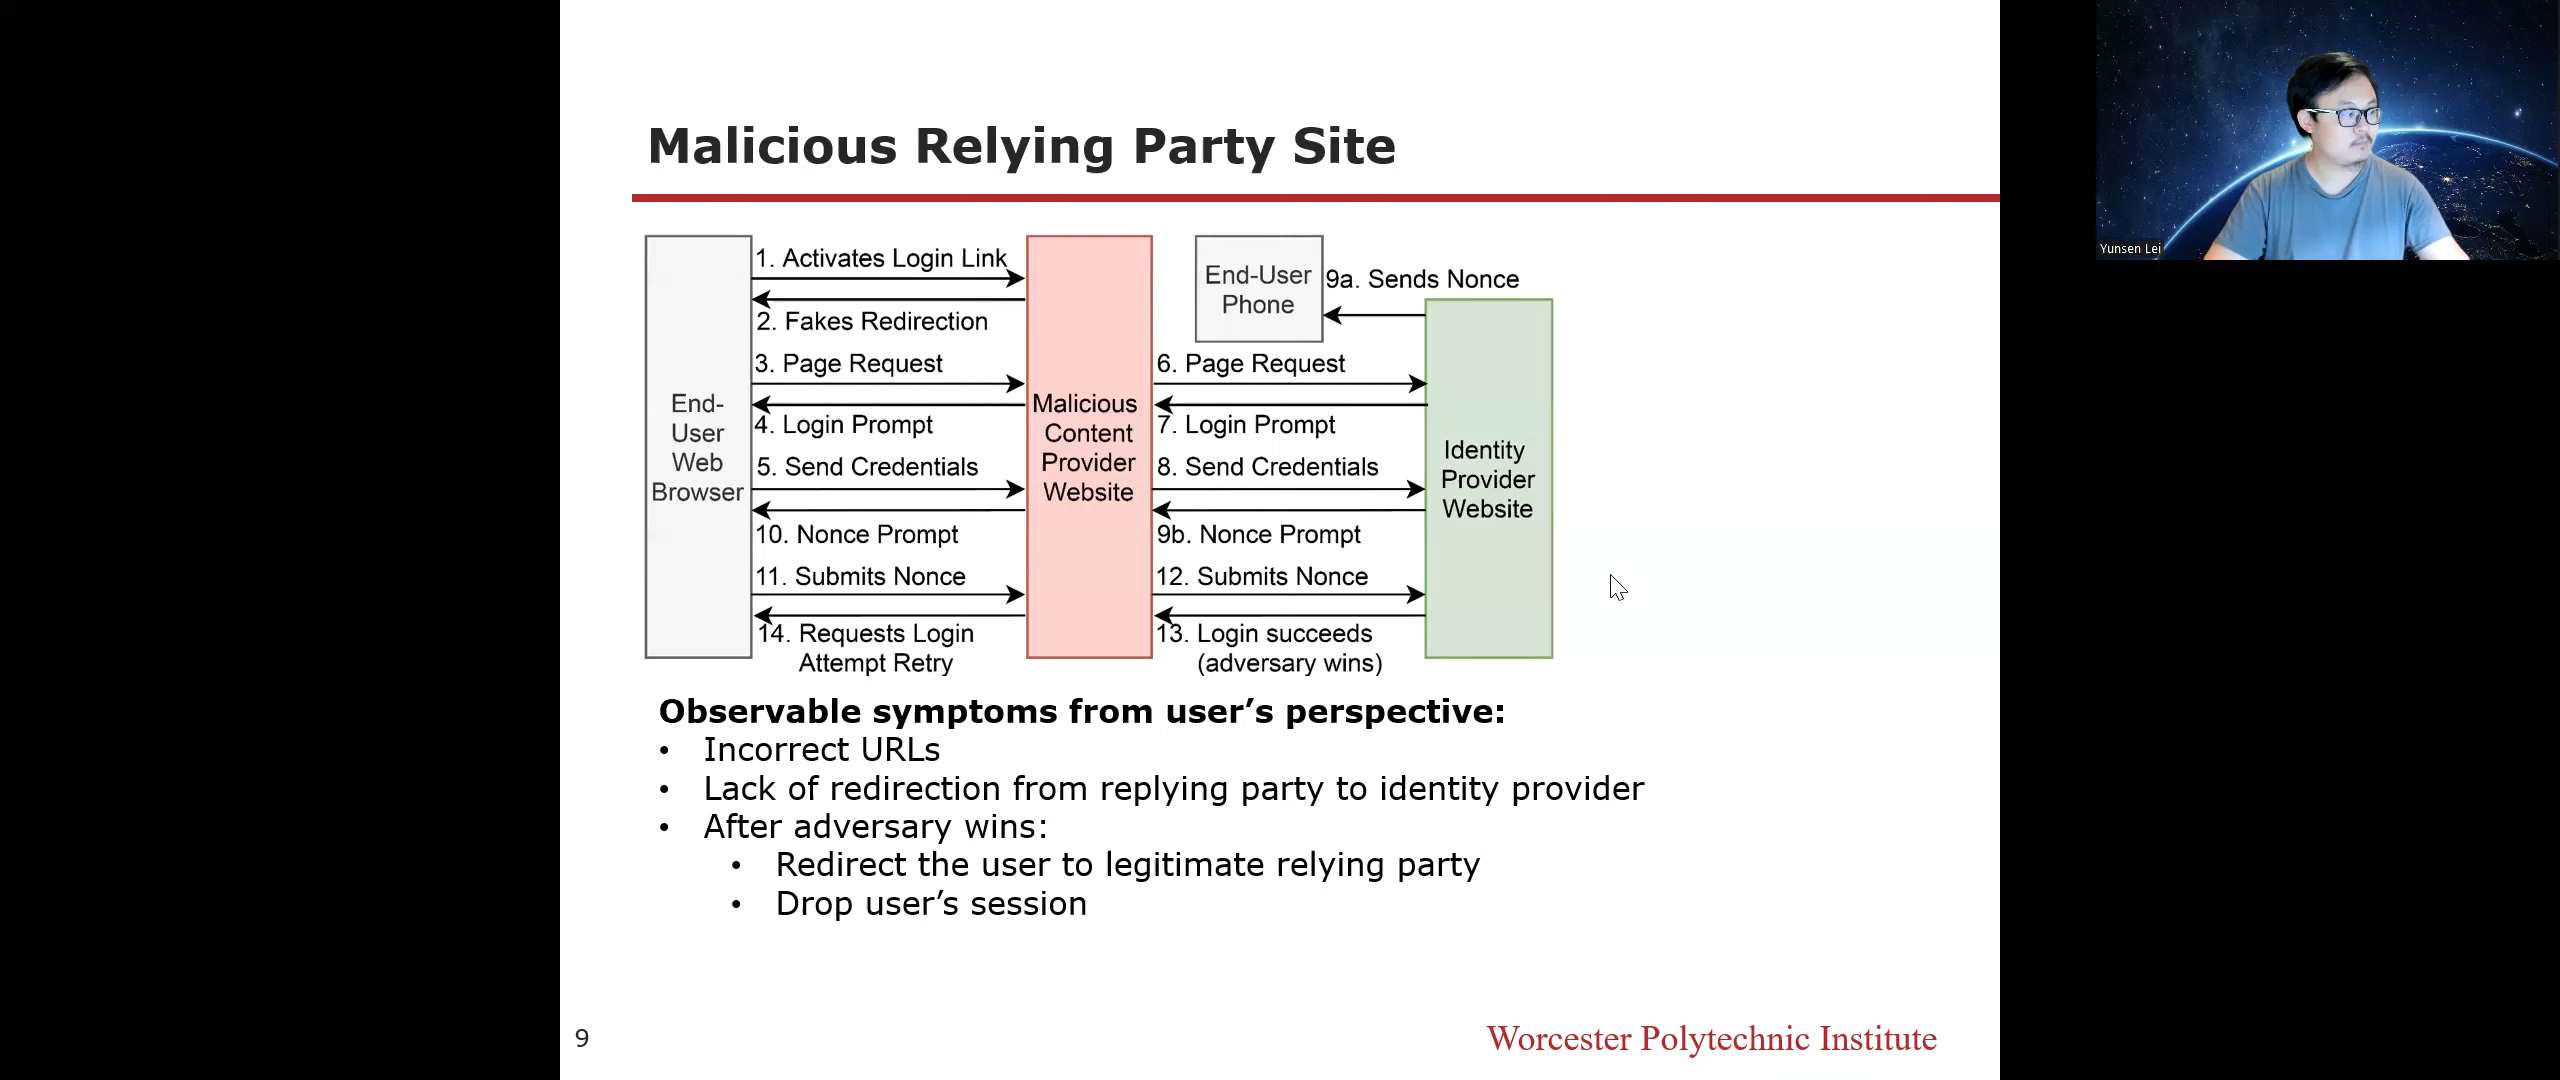 Malicious Relying Party Site
1. Activates Login Link
2. Fakes Redirection
3. Page Request
4. Login Prompt
5. Send Credentials
10. Nonce Prompt
11. Submits Nonce
14. Requests Login
Attempt Retry
End-
User
Web
Browser
Malicious
Content
Provider
Website
End-User
Phone
9a. Sends Nonce
6. Page Request
7. Login Prompt
8. Send Credentials
9b. Nonce Prompt
12. Submits Nonce
13. Login succeeds
(adversary wins)
Identity
Provider
Website
Observable symptoms from user’s perspective:
• Incorrect URLs
• Lack of redirection from replying party to identity provider
• After adversary wins:
• Redirect the user to legitimate relying party
• Drop user’s session
9
Worcester Polytechnic Institute
Yunsen Lei